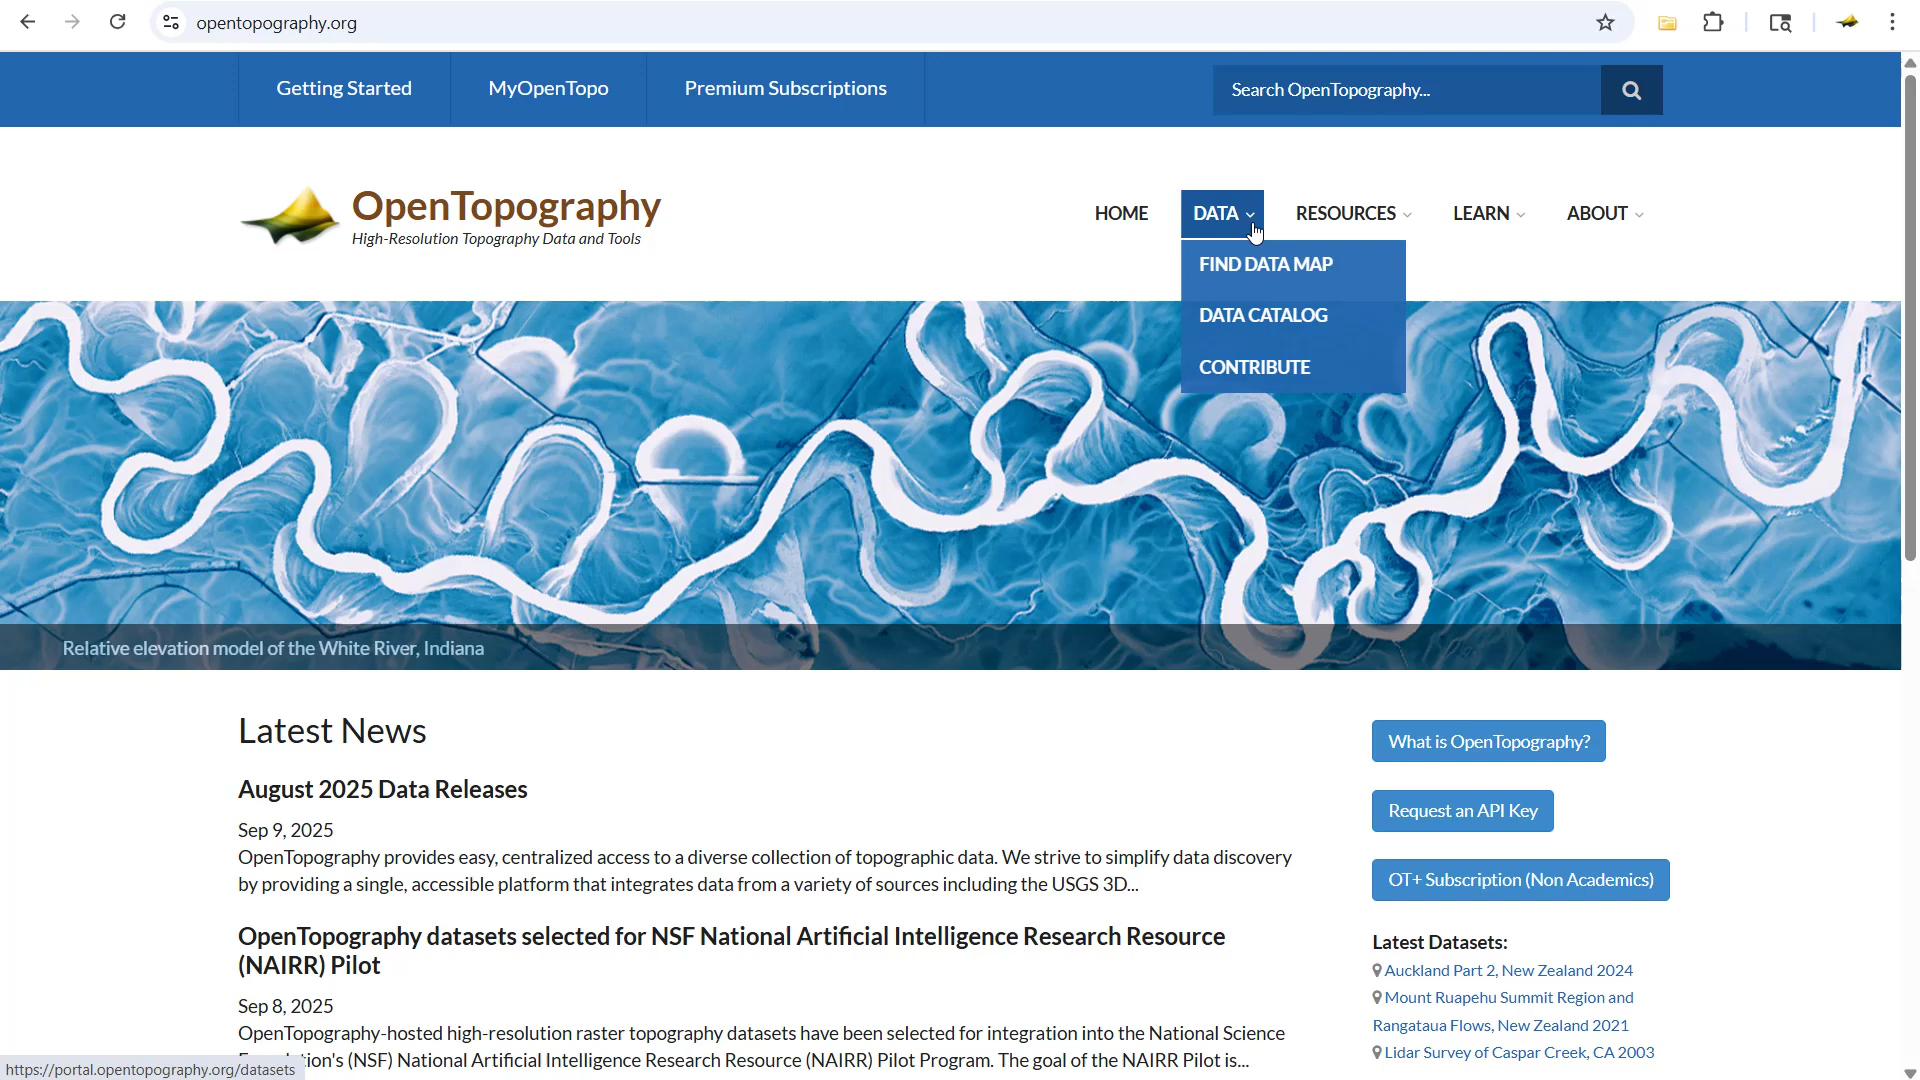 opentopography.org
Getting Started
MyOpenTopo
Premium Subscriptions
Search OpenTopography...
OpenTopography
High-Resolution Topography Data and Tools
HOME
DATA
RESOURCES
LEARN
ABOUT
FIND DATA MAP
DATA CATALOG
CONTRIBUTE
Relative elevation model of the White River, Indiana
Latest News
August 2025 Data Releases
Sep 9, 2025
OpenTopography provides easy, centralized access to a diverse collection of topographic data. We strive to simplify data discovery
by providing a single, accessible platform that integrates data from a variety of sources including the USGS 3D...
OpenTopography datasets selected for NSF National Artificial Intelligence Research Resource
(NAIRR) Pilot
Sep 8, 2025
OpenTopography-hosted high-resolution raster topography datasets have been selected for integration into the National Science
(NSF) National Artificial Intelligence Research Resource (NAIRR) Pilot Program. The goal of the NAIRR Pilot is...
What is OpenTopography?
Request an API Key
OT+ Subscription (Non Academics)
Latest Datasets:
Auckland Part 2, New Zealand 2024
Mount Ruapehu Summit Region and
Rangataua Flows, New Zealand 2021
Lidar Survey of Caspar Creek, CA 2003
https://portal.opentopography.org/datasets